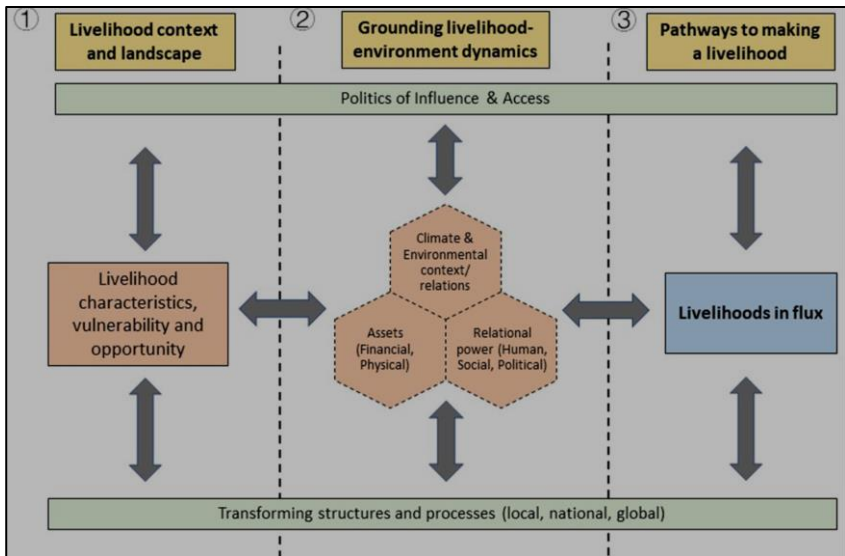 ①
Livelihood context
and landscape
②
Grounding livelihood-
environment dynamics
③
Pathways to making
a livelihood
Politics of Influence & Access
Livelihood
characteristics,
vulnerability and
opportunity
Climate &
Environmental
context/
relations
Assets
(Financial,
Physical)
Relational
power (Human,
Social, Political)
Livelihoods in flux
Transforming structures and processes (local, national, global)